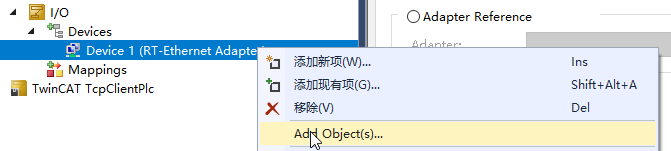 I/O
Adapter Reference
Devices
Adapter:
Device 1 (RT-Ethernet Adapter
添加新项(W)... Ins
Mappings
添加现有项(G)... Shift+Alt+A
TwinCAT TcpClientPlc
移除(V) Del
Add Object(s)...